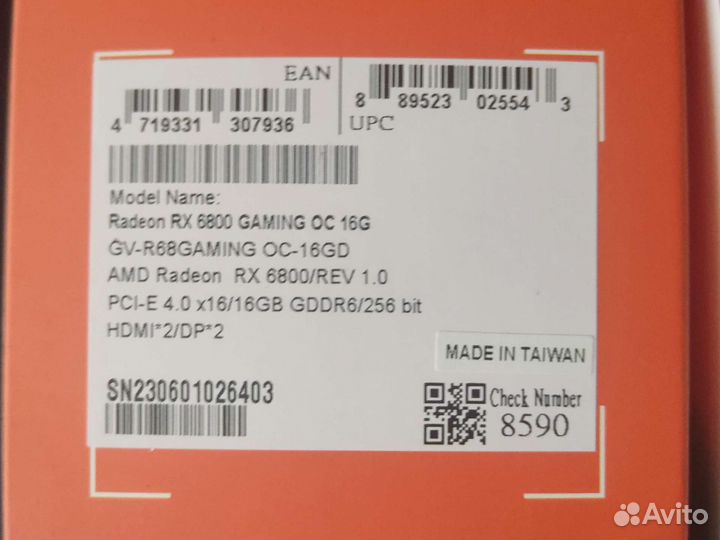 EAN
4 719331 307936
8 89523 02554 3
UPC
Model Name:
Radeon RX 6800 GAMING OC 16G
GV-R68GAMING OC-16GD
AMD Radeon RX 6800/REV 1.0
PCI-E 4.0 x16/16GB GDDR6/256 bit
HDMI*2/DP*2
MADE IN TAIWAN
SN230601026403
Check Number
8590
Avito